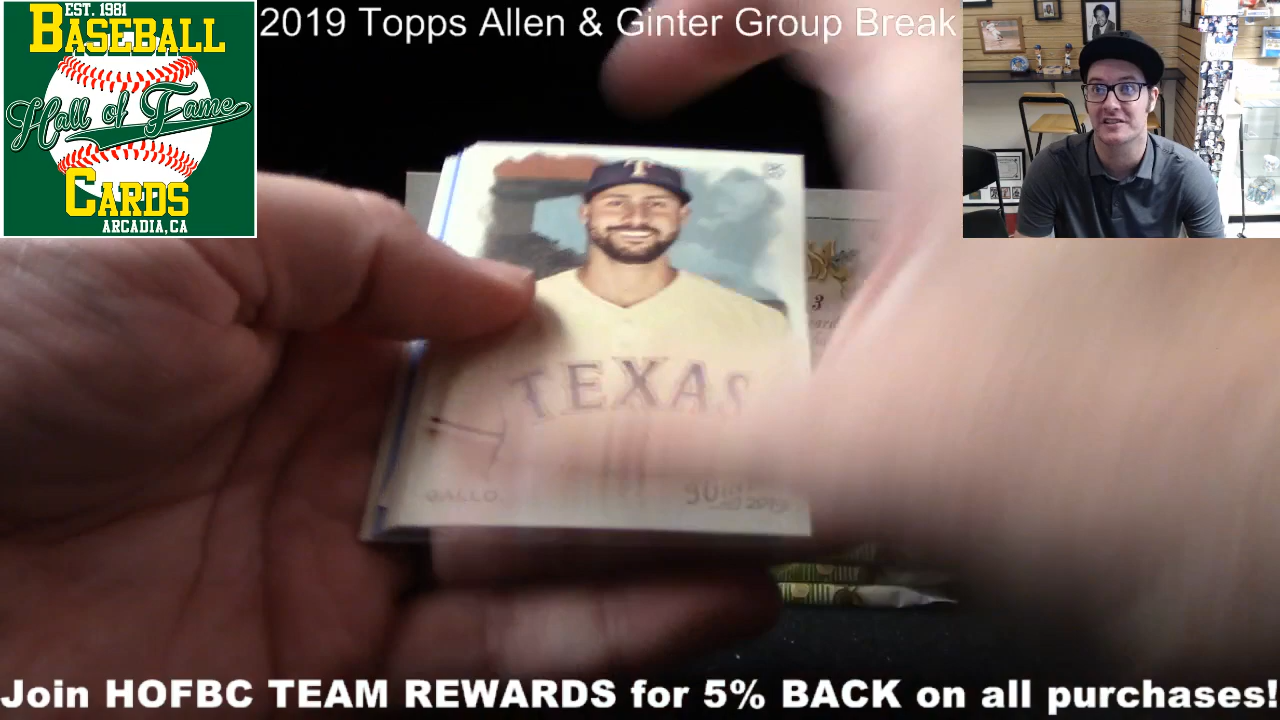 EST. 1981
BASEBALL
Hall of Fame
CARDS
ARCADIA, CA
2019 Topps Allen & Ginter Group Break
T
TEXAS
GALLO
3
Join HOFBC TEAM REWARDS for 5% BACK on all purchases!